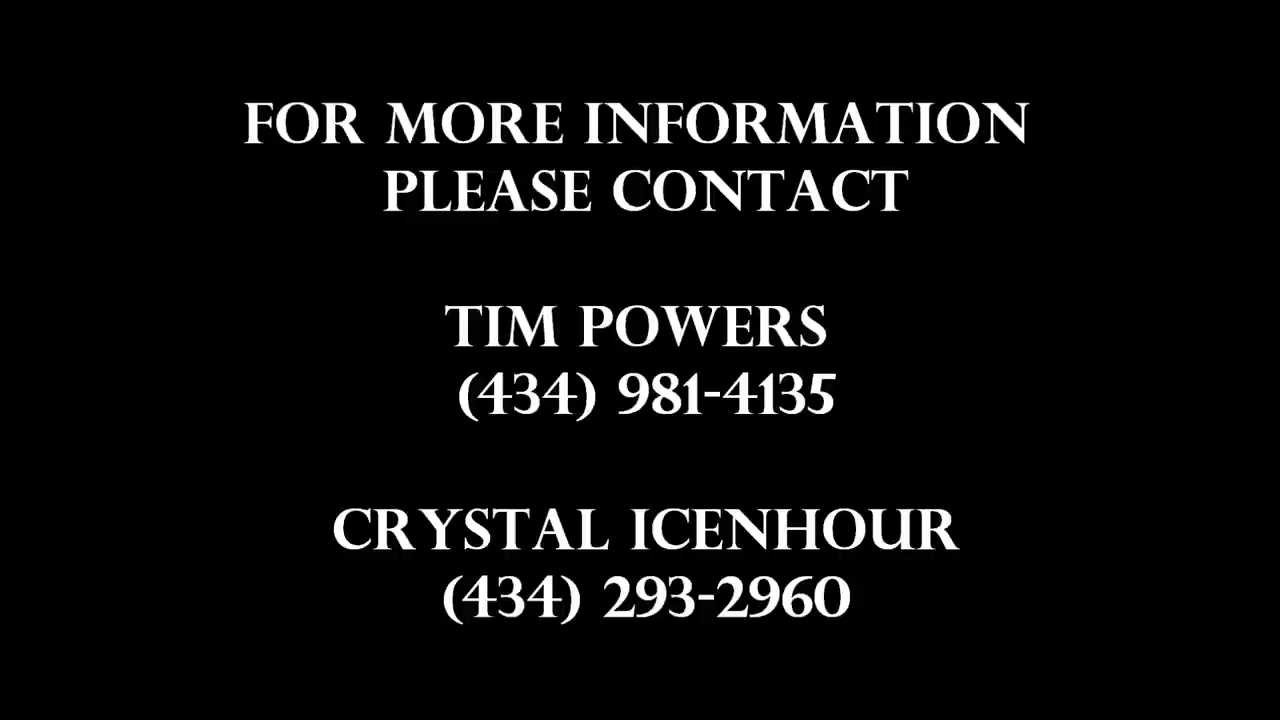 FOR MORE INFORMATION
PLEASE CONTACT
TIM POWERS
(434) 981-4135
CRYSTAL ICENHOUR
(434) 293-2960